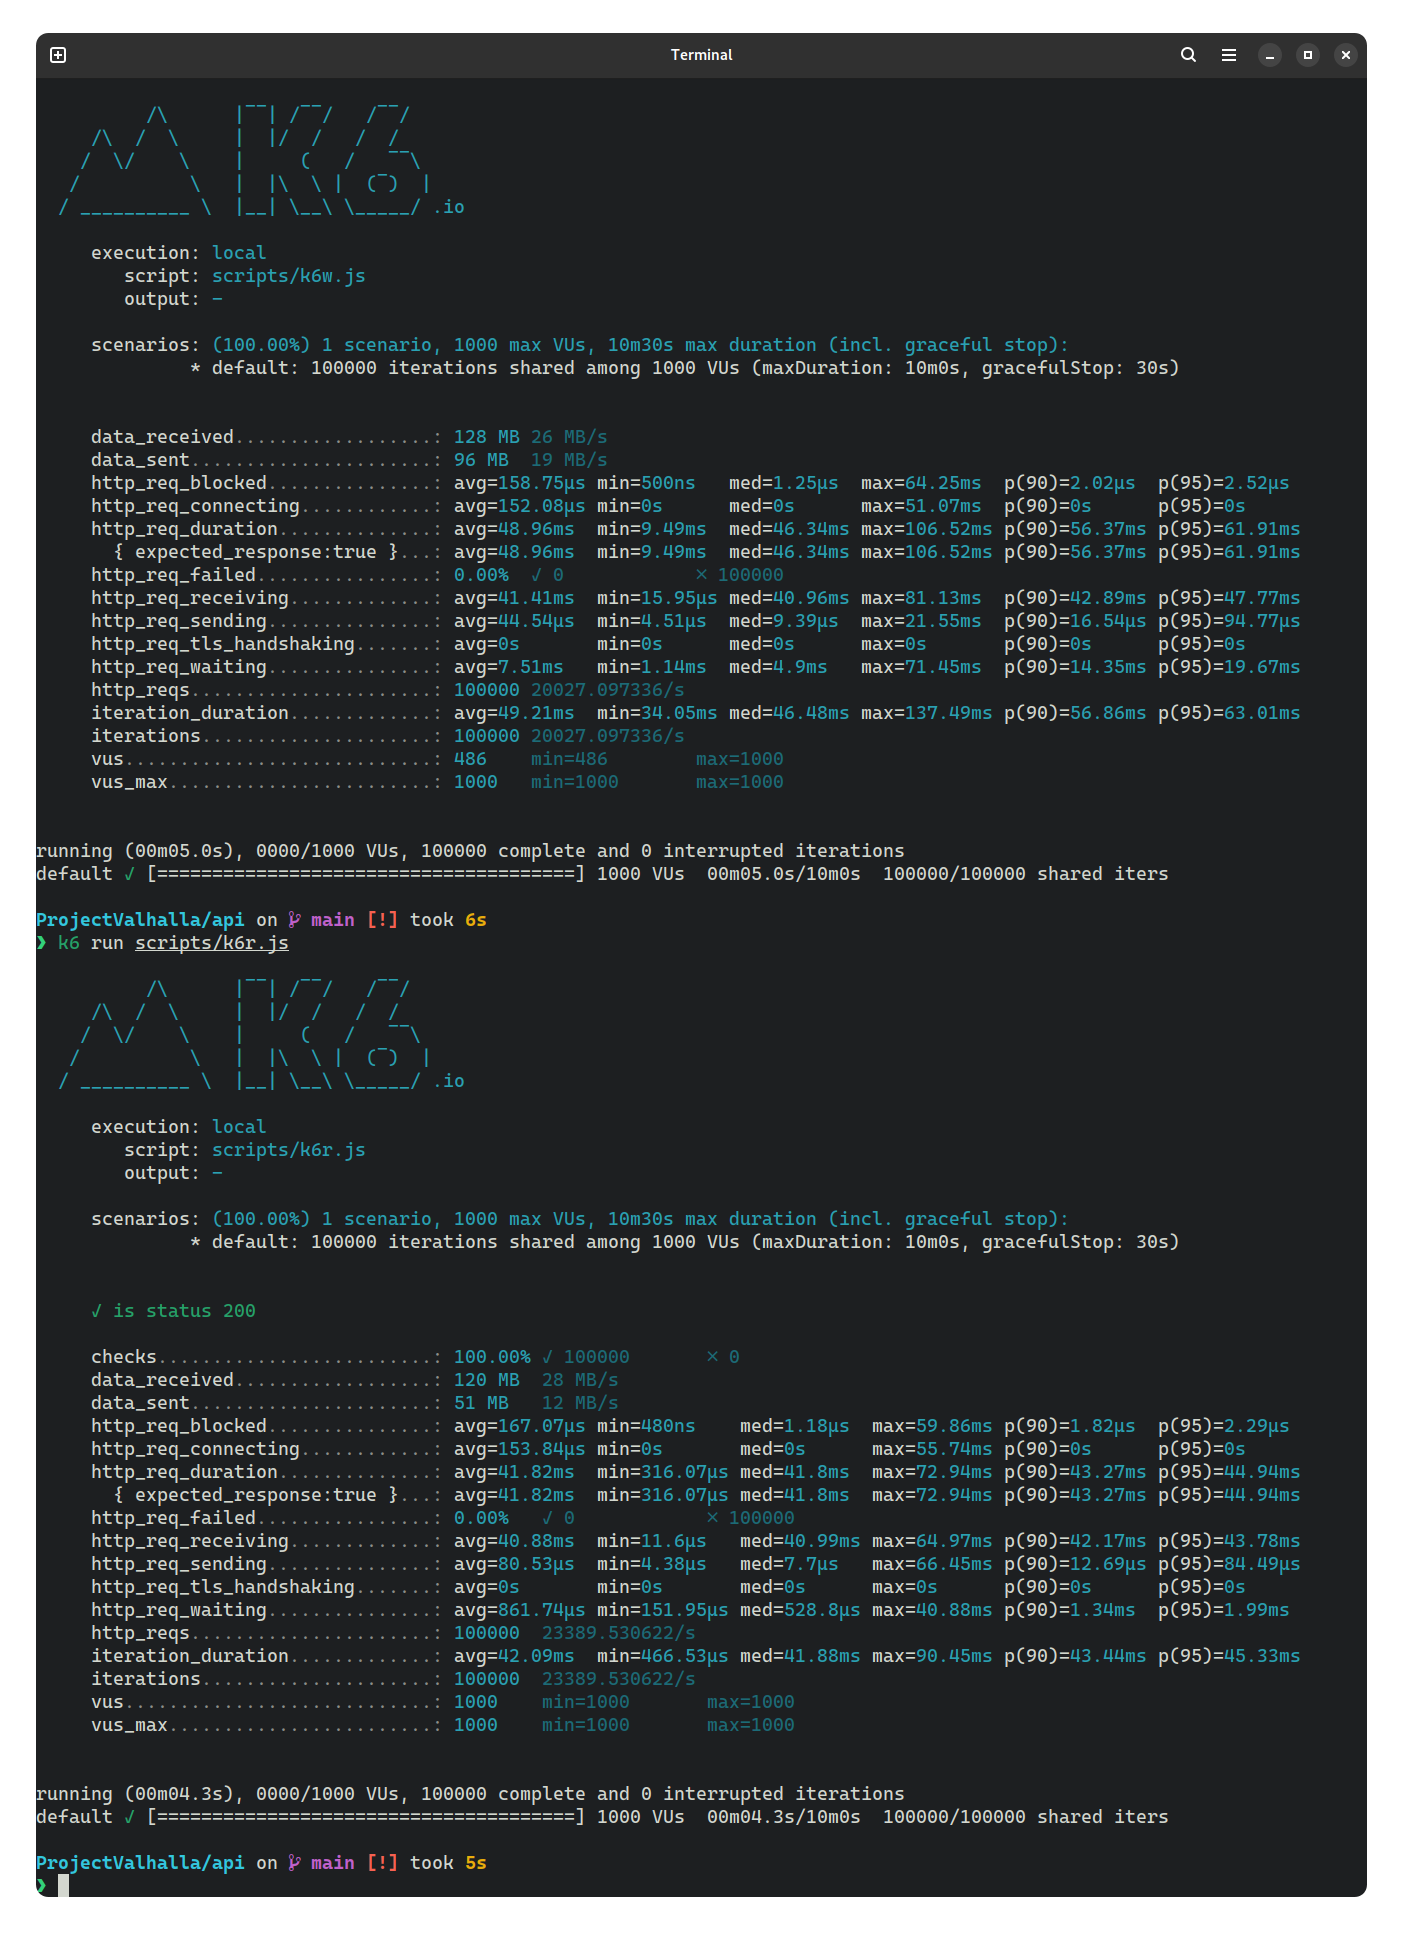 Terminal
          /\      |‾‾| /‾‾/   /‾‾/
     /\  /  \     |  |/  /   /  /
    /  \/    \    |     (   /   ‾‾\
   /          \   |  |\  \ |  (‾)  |
  / __________ \  |__| \__\ \_____/ .io
execution: local
script: scripts/k6w.js
output: -
scenarios: (100.00%) 1 scenario, 1000 max VUs, 10m30s max duration (incl. graceful stop):
* default: 100000 iterations shared among 1000 VUs (maxDuration: 10m0s, gracefulStop: 30s)
data_received..................: 128 MB 26 MB/s
data_sent......................: 96 MB  19 MB/s
http_req_blocked...............: avg=158.75µs min=500ns   med=1.25µs  max=64.25ms  p(90)=2.02µs  p(95)=2.52µs
http_req_connecting............: avg=152.08µs min=0s      med=0s      max=51.07ms  p(90)=0s      p(95)=0s
http_req_duration..............: avg=48.96ms  min=9.49ms  med=46.34ms max=106.52ms p(90)=56.37ms p(95)=61.91ms
{ expected_response:true }...: avg=48.96ms  min=9.49ms  med=46.34ms max=106.52ms p(90)=56.37ms p(95)=61.91ms
http_req_failed................: 0.00%  ✓ 0            ✗ 100000
http_req_receiving.............: avg=41.41ms  min=15.95µs med=40.96ms max=81.13ms  p(90)=42.89ms p(95)=47.77ms
http_req_sending...............: avg=44.54µs  min=4.51µs  med=9.39µs  max=21.55ms  p(90)=16.54µs p(95)=94.77µs
http_req_tls_handshaking.......: avg=0s       min=0s      med=0s      max=0s       p(90)=0s      p(95)=0s
http_req_waiting...............: avg=7.51ms   min=1.14ms  med=4.9ms   max=71.45ms  p(90)=14.35ms p(95)=19.67ms
http_reqs......................: 100000 20027.097336/s
iteration_duration.............: avg=49.21ms  min=34.05ms med=46.48ms max=137.49ms p(90)=56.86ms p(95)=63.01ms
iterations.....................: 100000 20027.097336/s
vus............................: 486    min=486        max=1000
vus_max........................: 1000   min=1000       max=1000
running (00m05.0s), 0000/1000 VUs, 100000 complete and 0 interrupted iterations
default ✓ [======================================] 1000 VUs  00m05.0s/10m0s  100000/100000 shared iters
ProjectValhalla/api on main [!] took 6s
❯ k6 run scripts/k6r.js
          /\      |‾‾| /‾‾/   /‾‾/
     /\  /  \     |  |/  /   /  /
    /  \/    \    |     (   /   ‾‾\
   /          \   |  |\  \ |  (‾)  |
  / __________ \  |__| \__\ \_____/ .io
execution: local
script: scripts/k6r.js
output: -
scenarios: (100.00%) 1 scenario, 1000 max VUs, 10m30s max duration (incl. graceful stop):
* default: 100000 iterations shared among 1000 VUs (maxDuration: 10m0s, gracefulStop: 30s)
✓ is status 200
checks.........................: 100.00% ✓ 100000       ✗ 0
data_received..................: 120 MB  28 MB/s
data_sent......................: 51 MB   12 MB/s
http_req_blocked...............: avg=167.07µs min=480ns    med=1.18µs  max=59.86ms p(90)=1.82µs  p(95)=2.29µs
http_req_connecting............: avg=153.84µs min=0s       med=0s      max=55.74ms p(90)=0s      p(95)=0s
http_req_duration..............: avg=41.82ms  min=316.07µs med=41.8ms  max=72.94ms p(90)=43.27ms p(95)=44.94ms
{ expected_response:true }...: avg=41.82ms  min=316.07µs med=41.8ms  max=72.94ms p(90)=43.27ms p(95)=44.94ms
http_req_failed................: 0.00%   ✓ 0            ✗ 100000
http_req_receiving.............: avg=40.88ms  min=11.6µs   med=40.99ms max=64.97ms p(90)=42.17ms p(95)=43.78ms
http_req_sending...............: avg=80.53µs  min=4.38µs   med=7.7µs   max=66.45ms p(90)=12.69µs p(95)=84.49µs
http_req_tls_handshaking.......: avg=0s       min=0s       med=0s      max=0s      p(90)=0s      p(95)=0s
http_req_waiting...............: avg=861.74µs min=151.95µs med=528.8µs max=40.88ms p(90)=1.34ms  p(95)=1.99ms
http_reqs......................: 100000  23389.530622/s
iteration_duration.............: avg=42.09ms  min=466.53µs med=41.88ms max=90.45ms p(90)=43.44ms p(95)=45.33ms
iterations.....................: 100000  23389.530622/s
vus............................: 1000    min=1000       max=1000
vus_max........................: 1000    min=1000       max=1000
running (00m04.3s), 0000/1000 VUs, 100000 complete and 0 interrupted iterations
default ✓ [======================================] 1000 VUs  00m04.3s/10m0s  100000/100000 shared iters
ProjectValhalla/api on main [!] took 5s
❯